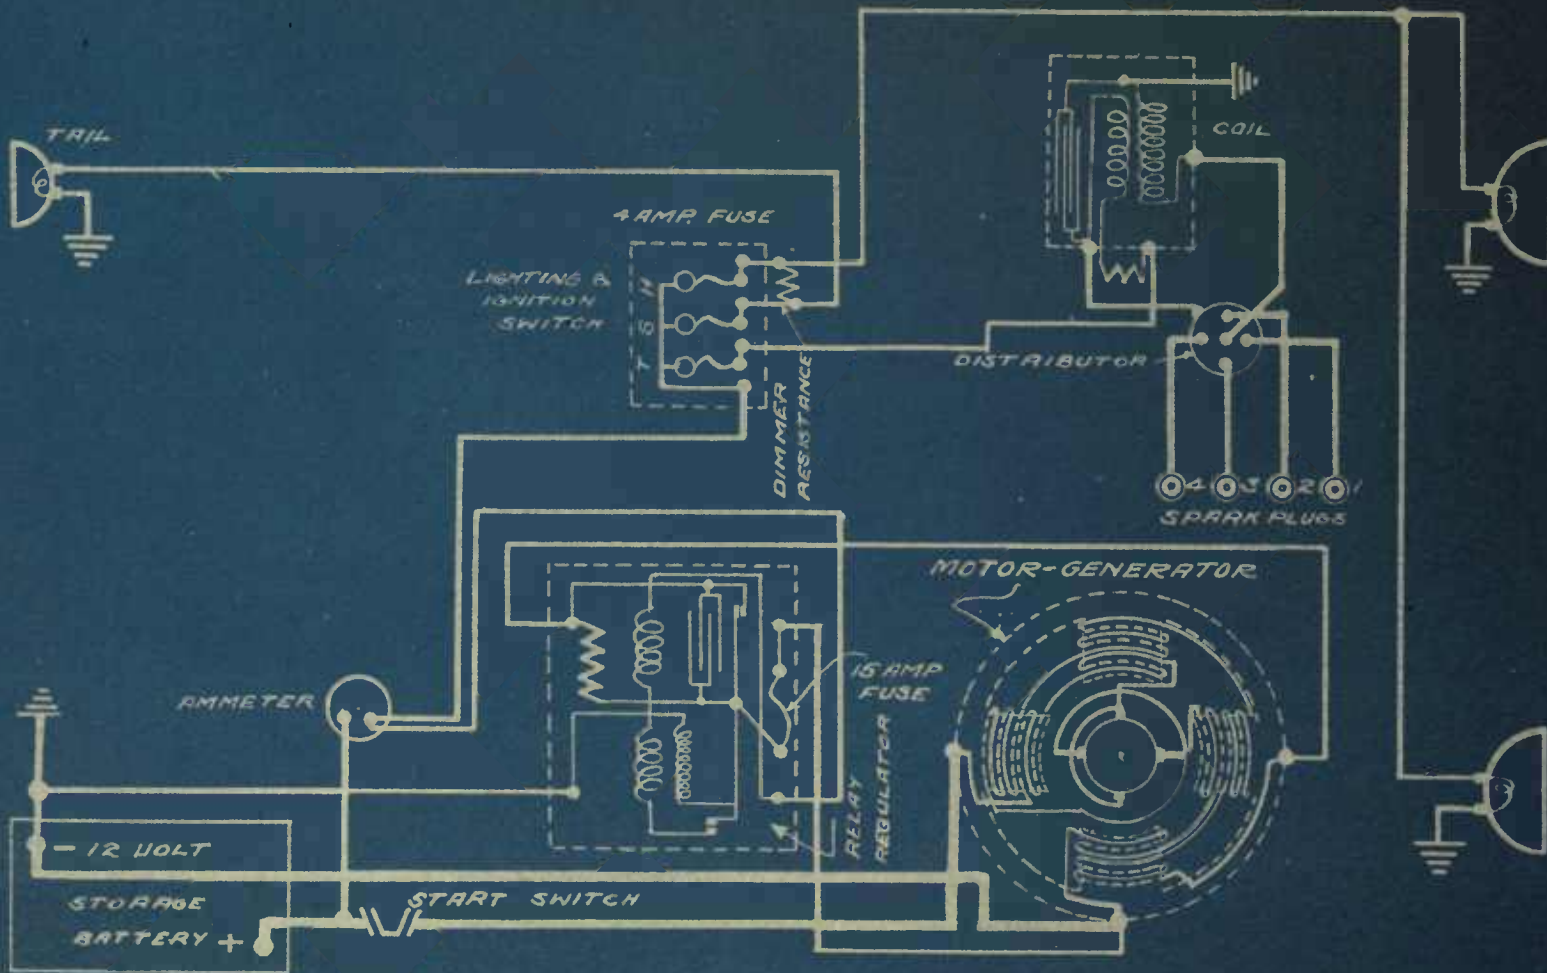 TAIL
COIL
4 AMP. FUSE
LIGHTING &
IGNITION
SWITCH
H
S
T
DISTRIBUTOR
DIMMER
RESISTANCE
4 3 2 1
SPARK PLUGS
MOTOR-GENERATOR
15 AMP
FUSE
AMMETER
RELAY
REGULATOR
- 12 VOLT
STORAGE
BATTERY +
START SWITCH